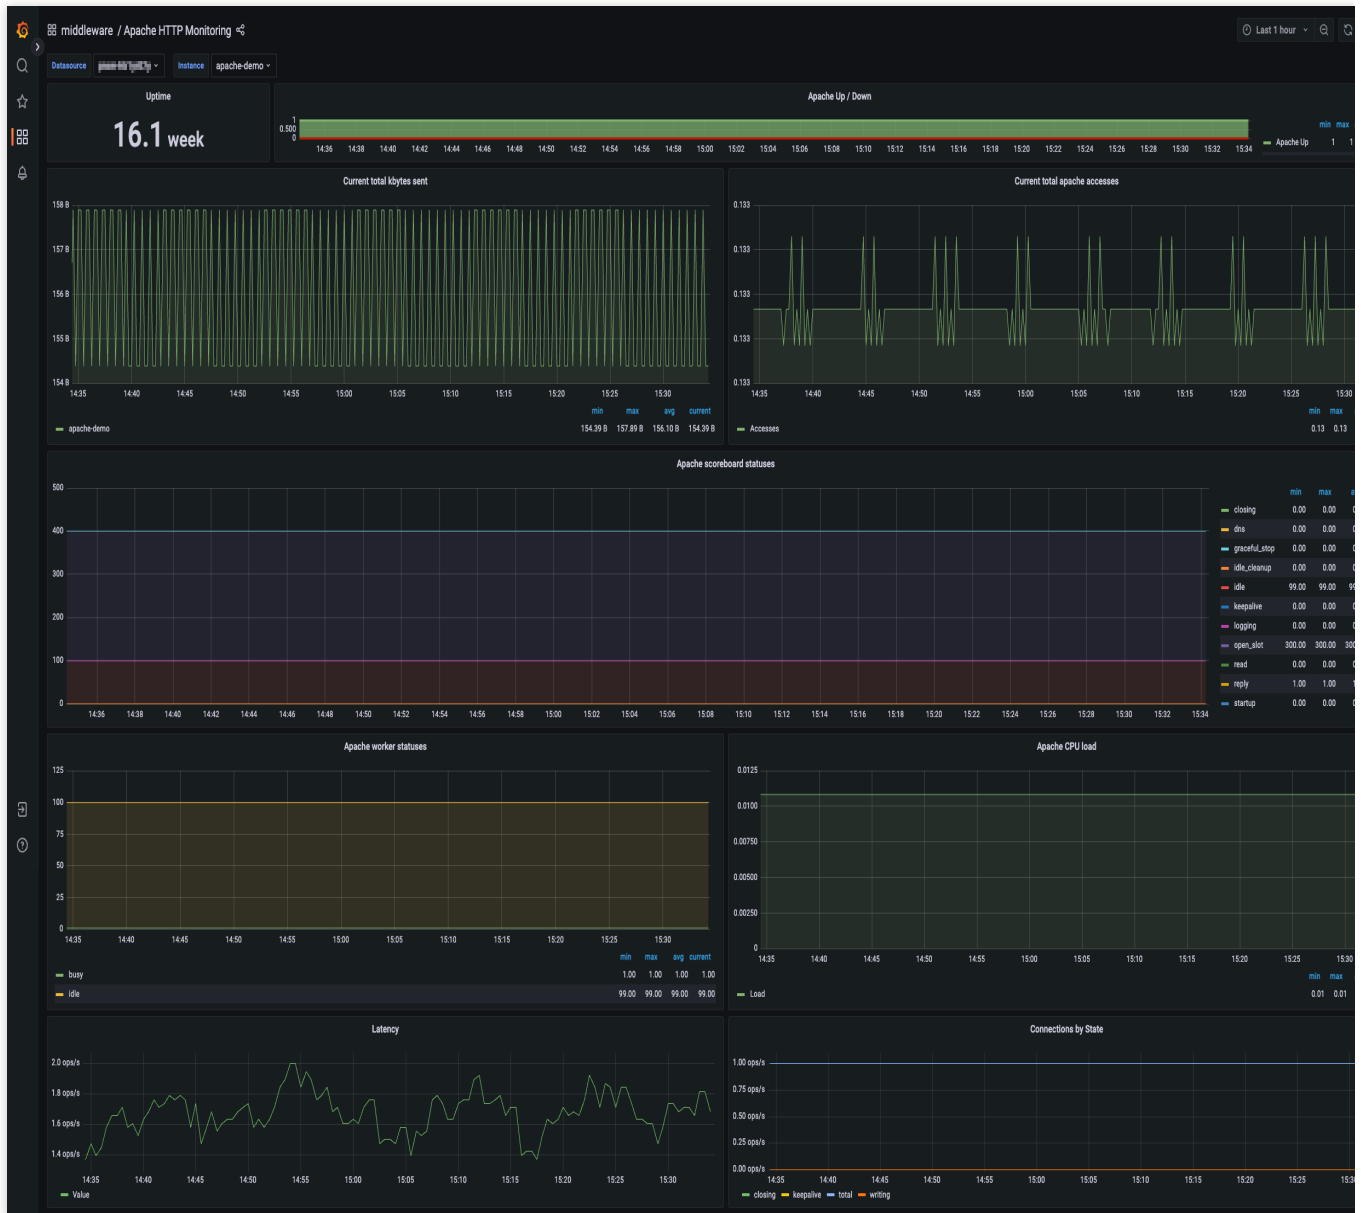 middleware / Apache HTTP Monitoring
Last 1 hour
Datasource
Instance apache-demo
Uptime
16.1 week
Apache Up / Down
1
0.500
0
14:36 14:38 14:40 14:42 14:44 14:46 14:48 14:50 14:52 14:54 14:56 14:58 15:00 15:02 15:04 15:06 15:08 15:10 15:12 15:14 15:16 15:18 15:20 15:22 15:24 15:26 15:28 15:30 15:32 15:34
min max
Apache Up 1 1
Current total kbytes sent
158 B
157 B
156 B
155 B
154 B
14:35 14:40 14:45 14:50 14:55 15:00 15:05 15:10 15:15 15:20 15:25 15:30
min max avg current
apache-demo 154.39 B 157.89 B 156.10 B 154.39 B
Current total apache accesses
0.133
0.133
0.133
0.133
0.133
14:35 14:40 14:45 14:50 14:55 15:00 15:05 15:10 15:15 15:20 15:25 15:30
min max
Accesses 0.13 0.13
Apache scoreboard statuses
500
400
300
200
100
0
14:36 14:38 14:40 14:42 14:44 14:46 14:48 14:50 14:52 14:54 14:56 14:58 15:00 15:02 15:04 15:06 15:08 15:10 15:12 15:14 15:16 15:18 15:20 15:22 15:24 15:26 15:28 15:30 15:32 15:34
min max
closing 0.00 0.00
dns 0.00 0.00
graceful_stop 0.00 0.00
idle_cleanup 0.00 0.00
idle 99.00 99.00
keepalive 0.00 0.00
logging 0.00 0.00
open_slot 300.00 300.00
read 0.00 0.00
reply 1.00 1.00
startup 0.00 0.00
Apache worker statuses
125
100
75
50
25
0
14:35 14:40 14:45 14:50 14:55 15:00 15:05 15:10 15:15 15:20 15:25 15:30
min max avg current
busy 1.00 1.00 1.00 1.00
idle 99.00 99.00 99.00 99.00
Apache CPU load
0.0125
0.0100
0.00750
0.00500
0.00250
0
14:35 14:40 14:45 14:50 14:55 15:00 15:05 15:10 15:15 15:20 15:25 15:30
min max
Load 0.01 0.01
Latency
2.0 ops/s
1.8 ops/s
1.6 ops/s
1.4 ops/s
14:35 14:40 14:45 14:50 14:55 15:00 15:05 15:10 15:15 15:20 15:25 15:30
Value
Connections by State
1.00 ops/s
0.75 ops/s
0.50 ops/s
0.25 ops/s
0.00 ops/s
14:35 14:40 14:45 14:50 14:55 15:00 15:05 15:10 15:15 15:20 15:25
closing keepalive total writing